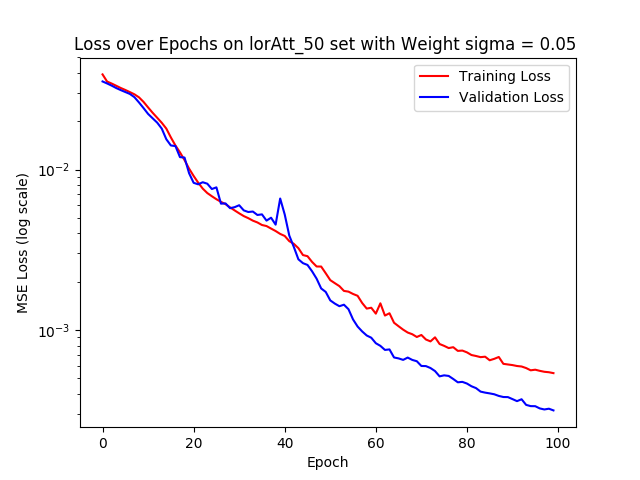 Loss over Epochs on lorAtt_50 set with Weight sigma = 0.05
Training Loss
Validation Loss
MSE Loss (log scale)
10⁻²
10⁻³
0 20 40 60 80 100
Epoch